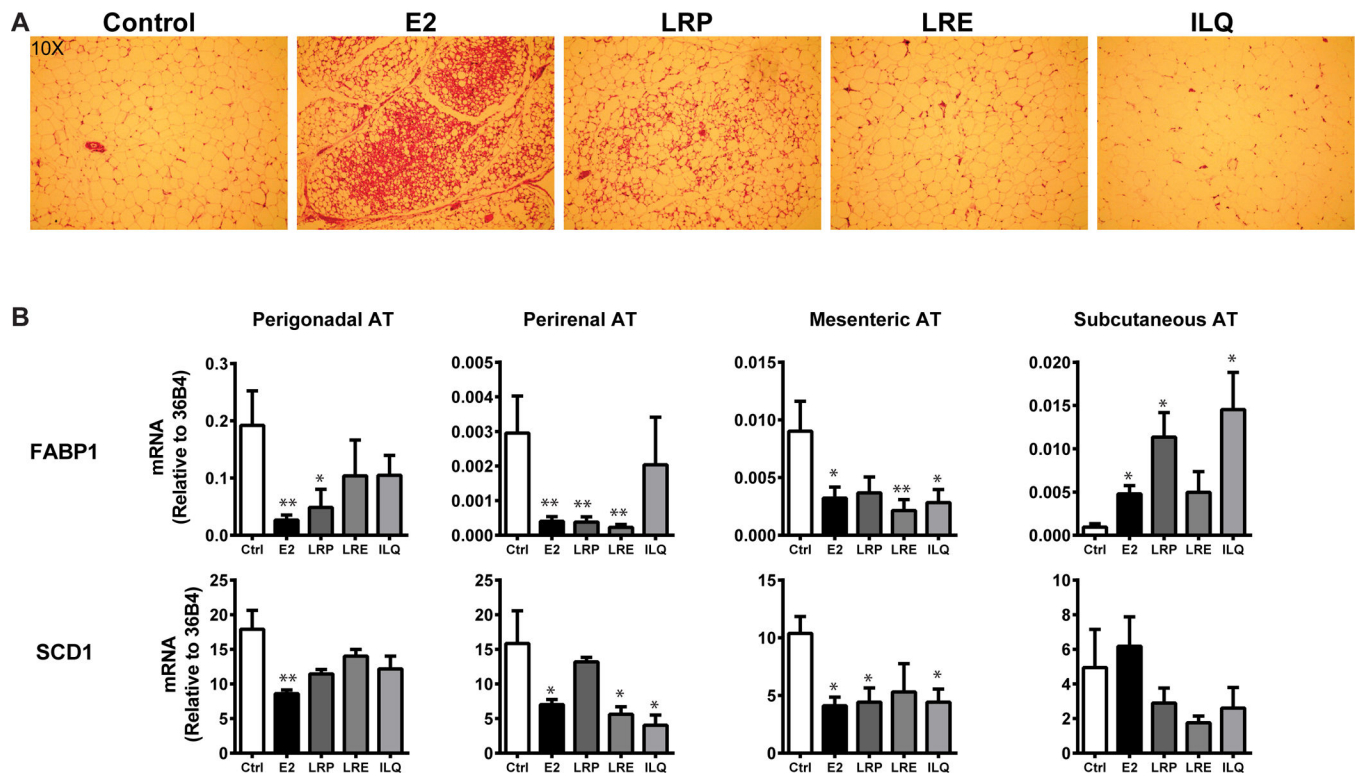 A
Control
E2
LRP
LRE
ILQ
10X
B
Perigonadal AT
Perirenal AT
Mesenteric AT
Subcutaneous AT
FABP1
mRNA
(Relative to 36B4)
0.3
0.2
0.1
0.0
**
*
Ctrl E2 LRP LRE ILQ
0.005
0.004
0.003
0.002
0.001
0.000
** ** **
Ctrl E2 LRP LRE ILQ
0.015
0.010
0.005
0.000
* ** *
Ctrl E2 LRP LRE ILQ
0.020
0.015
0.010
0.005
0.000
* * *
Ctrl E2 LRP LRE ILQ
SCD1
mRNA
(Relative to 36B4)
25
20
15
10
5
0
**
Ctrl E2 LRP LRE ILQ
25
20
15
10
5
0
* * *
Ctrl E2 LRP LRE ILQ
15
10
5
0
* * *
Ctrl E2 LRP LRE ILQ
10
8
6
4
2
0
Ctrl E2 LRP LRE ILQ